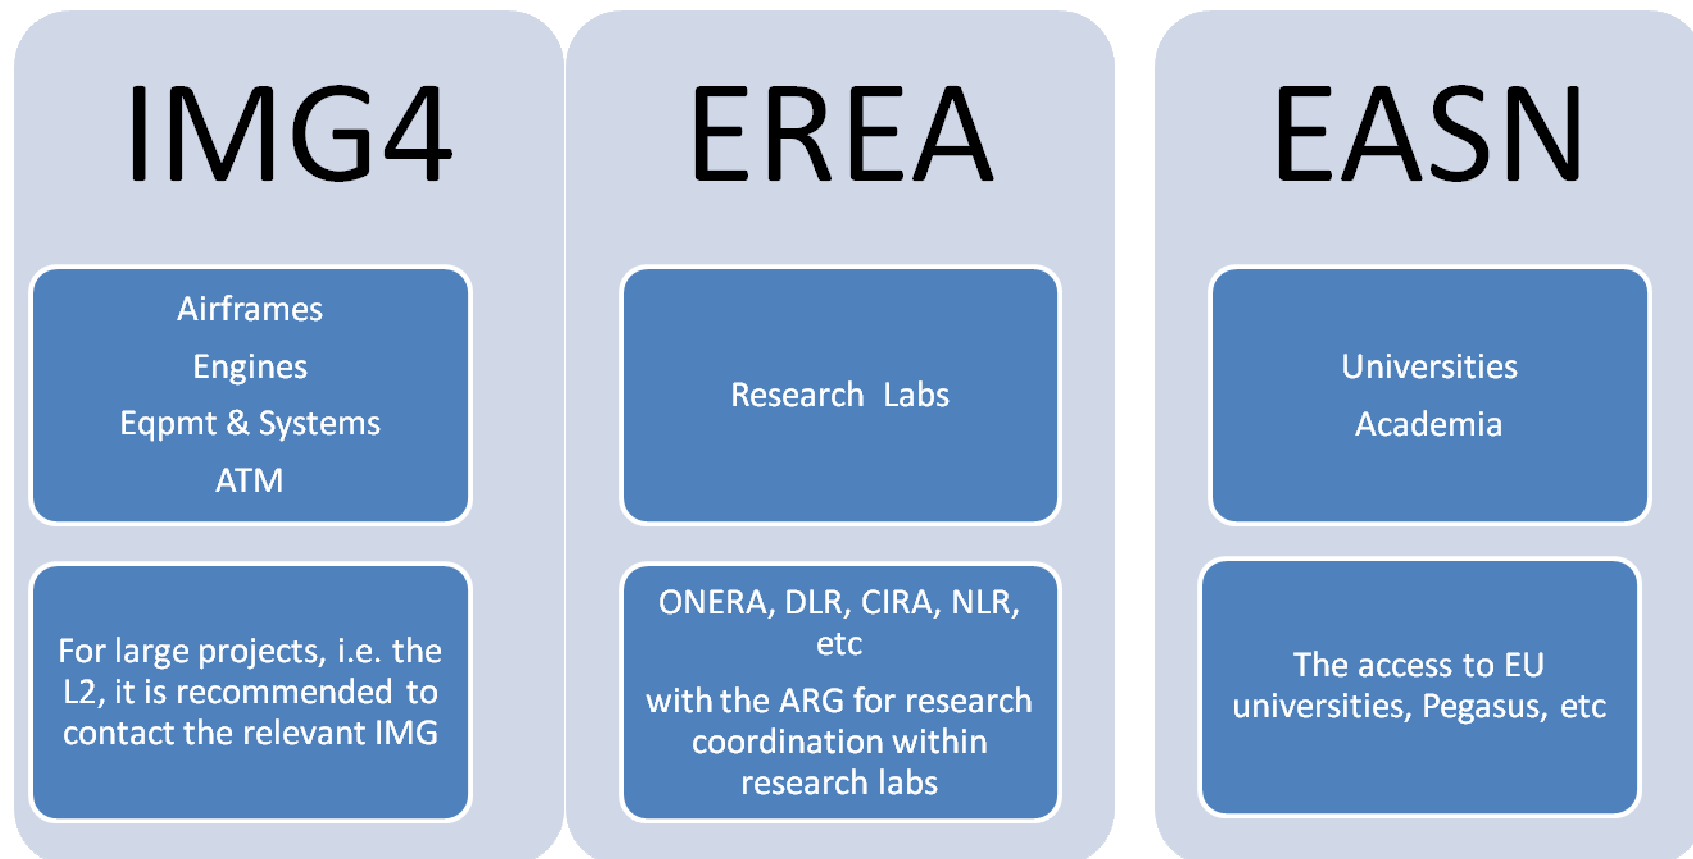 IMG4
Airframes
Engines
Eqpmt & Systems
ATM
For large projects, i.e. the
L2, it is recommended to
contact the relevant IMG
EREA
Research Labs
ONERA, DLR, CIRA, NLR,
etc
with the ARG for research
coordination within
research labs
EASN
Universities
Academia
The access to EU
universities, Pegasus, etc